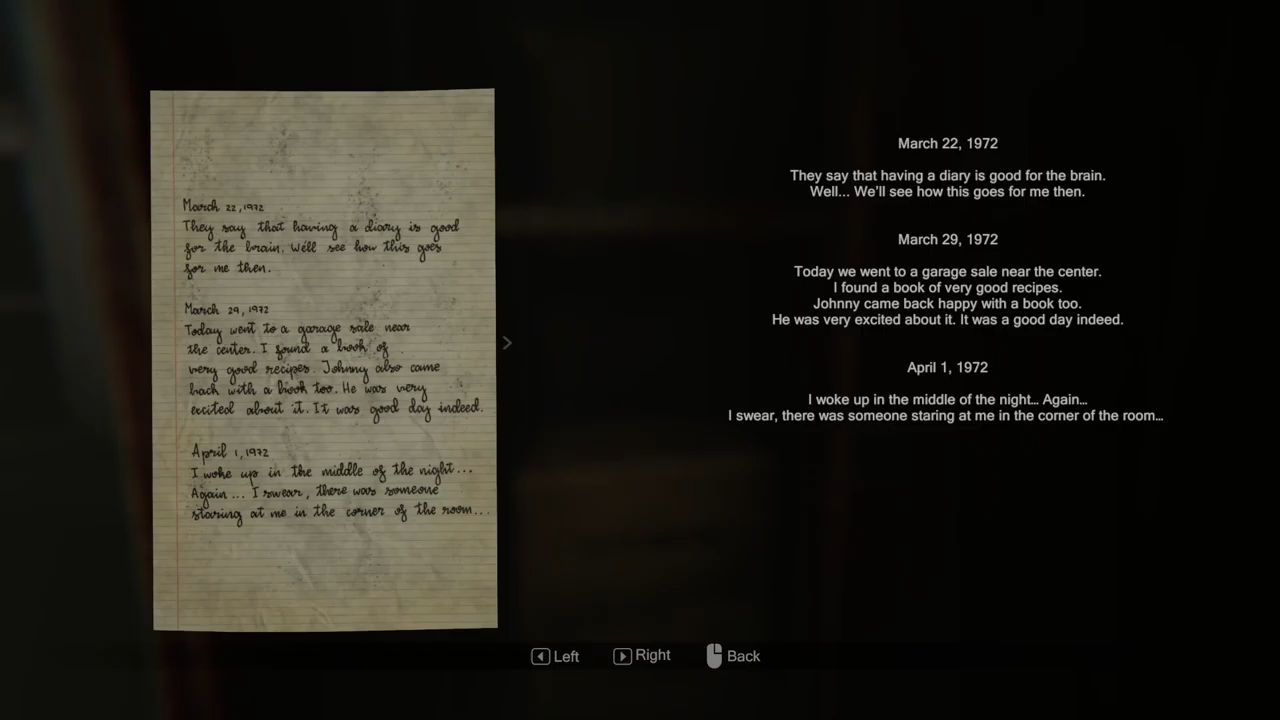 March 22, 1972
They say that having a diary is good
for the brain. We'll see how this goes
for me then.
March 29, 1972
Today went to a garage sale near
the center. I found a book of
very good recipes. Johnny also came
back with a book too. He was very
excited about it. It was good day indeed.
April 1, 1972
I woke up in the middle of the night...
Again... I swear, there was someone
staring at me in the corner of the room...
March 22, 1972
They say that having a diary is good for the brain.
Well... We'll see how this goes for me then.
March 29, 1972
Today we went to a garage sale near the center.
I found a book of very good recipes.
Johnny came back happy with a book too.
He was very excited about it. It was a good day indeed.
April 1, 1972
I woke up in the middle of the night... Again...
I swear, there was someone staring at me in the corner of the room...
Left Right Back